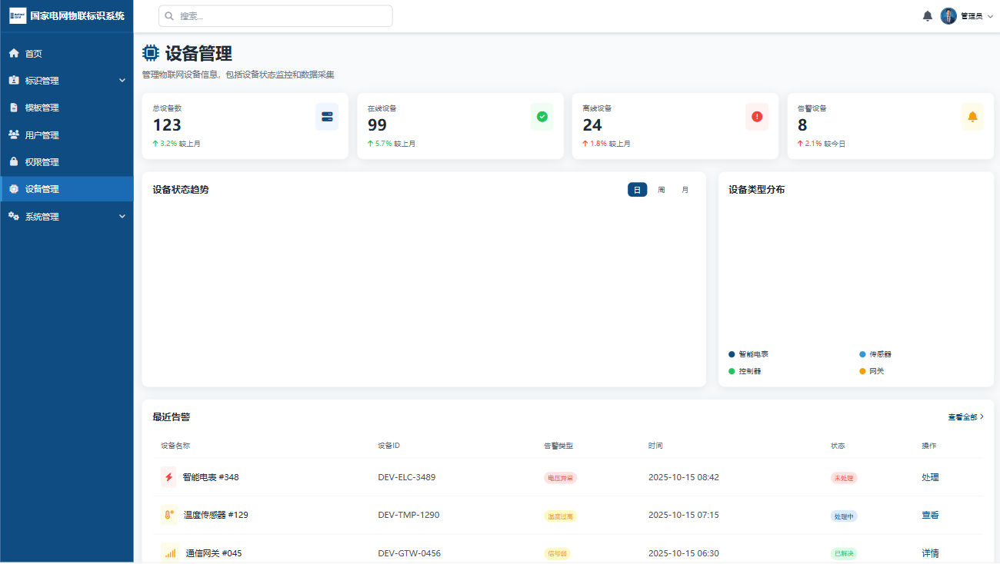 国家电网物联标识系统
搜索...
管理员
首页
标识管理
模板管理
用户管理
权限管理
设备管理
系统管理
设备管理
管理物联网设备信息，包括设备状态监控和数据采集
总设备数
123
3.2% 较上月
在线设备
99
5.7% 较上月
离线设备
24
1.8% 较上月
告警设备
8
2.1% 较今日
设备状态趋势
日 周 月
设备类型分布
智能电表 传感器
控制器 网关
最近告警 查看全部
设备名称 设备ID 告警类型 时间 状态 操作
智能电表 #348 DEV-ELC-3489 电压异常 2025-10-15 08:42 未处理 处理
温度传感器 #129 DEV-TMP-1290 温度过高 2025-10-15 07:15 处理中 查看
通信网关 #045 DEV-GTW-0456 信号弱 2025-10-15 06:30 已解决 详情